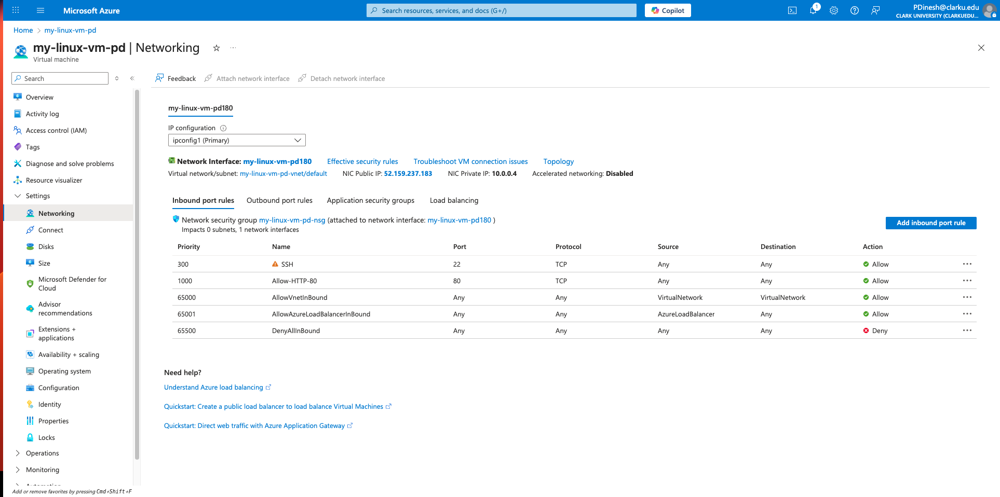 Microsoft Azure
Search resources, services, and docs (G+/)
Copilot
1
PDinesh@clarku.edu
CLARK UNIVERSITY (CLARKUEDU...
Home > my-linux-vm-pd
my-linux-vm-pd | Networking
Virtual machine
Search
Feedback
Attach network interface
Detach network interface
Overview
Activity log
Access control (IAM)
Tags
Diagnose and solve problems
Resource visualizer
Settings
Networking
Connect
Disks
Size
Microsoft Defender for
Cloud
Advisor
recommendations
Extensions +
applications
Availability + scaling
Operating system
Configuration
Identity
Properties
Locks
Operations
Monitoring
Add or remove favorites by pressing Cmd+Shift+F
my-linux-vm-pd180
IP configuration
ipconfig1 (Primary)
Network Interface: my-linux-vm-pd180 Effective security rules Troubleshoot VM connection issues Topology
Virtual network/subnet: my-linux-vm-pd-vnet/default NIC Public IP: 52.159.237.183 NIC Private IP: 10.0.0.4 Accelerated networking: Disabled
Inbound port rules Outbound port rules Application security groups Load balancing
Network security group my-linux-vm-pd-nsg (attached to network interface: my-linux-vm-pd180 )
Impacts 0 subnets, 1 network interfaces
Add inbound port rule
Priority Name Port Protocol Source Destination Action
300 SSH 22 TCP Any Any Allow
1000 Allow-HTTP-80 80 TCP Any Any Allow
65000 AllowVnetInBound Any Any VirtualNetwork VirtualNetwork Allow
65001 AllowAzureLoadBalancerInBound Any Any AzureLoadBalancer Any Allow
65500 DenyAllInBound Any Any Any Any Deny
Need help?
Understand Azure load balancing
Quickstart: Create a public load balancer to load balance Virtual Machines
Quickstart: Direct web traffic with Azure Application Gateway